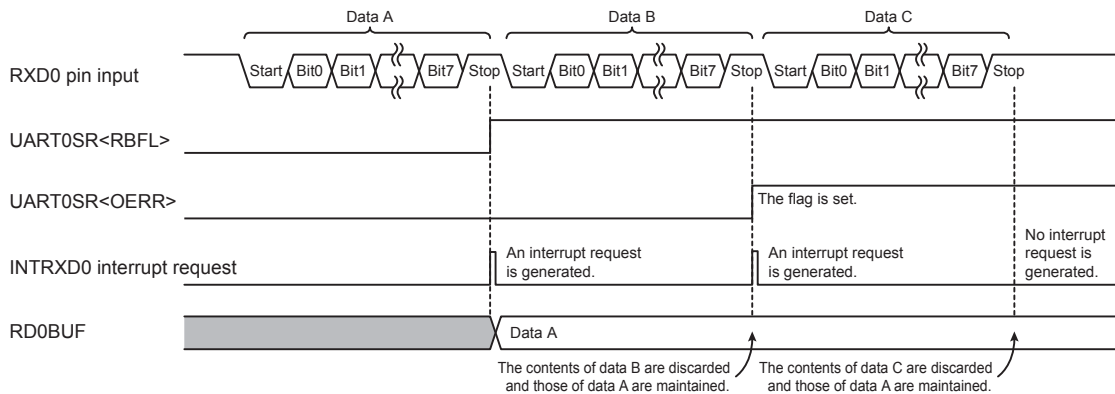 Data A Data B Data C
RXD0 pin input Start Bit0 Bit1 Bit7 Stop Start Bit0 Bit1 Bit7 Stop Start Bit0 Bit1 Bit7 Stop
UART0SR<RBFL>
UART0SR<OERR> The flag is set.
INTRXD0 interrupt request
An interrupt request
is generated.
An interrupt request
is generated.
No interrupt
request is
generated.
RD0BUF Data A
The contents of data B are discarded
and those of data A are maintained.
The contents of data C are discarded
and those of data A are maintained.